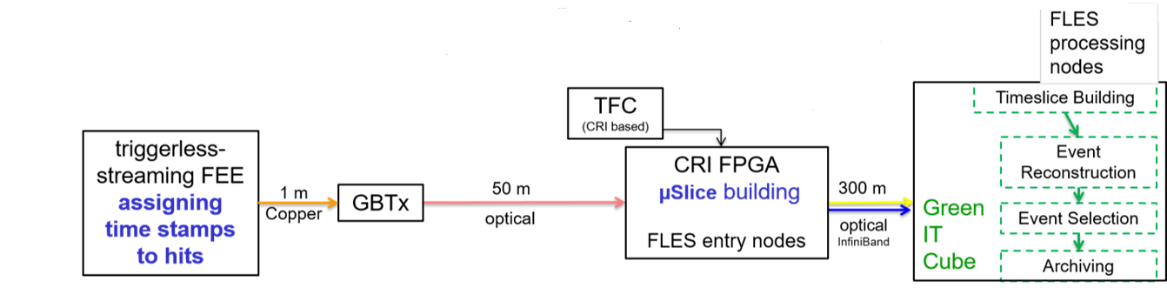 triggerless-
streaming FEE
assigning
time stamps
to hits
1 m
Copper
GBTx
50 m
optical
TFC
(CRI based)
CRI FPGA
µSlice building
FLES entry nodes
300 m
optical
InfiniBand
Green
IT
Cube
FLES
processing
nodes
Timeslice Building
Event
Reconstruction
Event Selection
Archiving